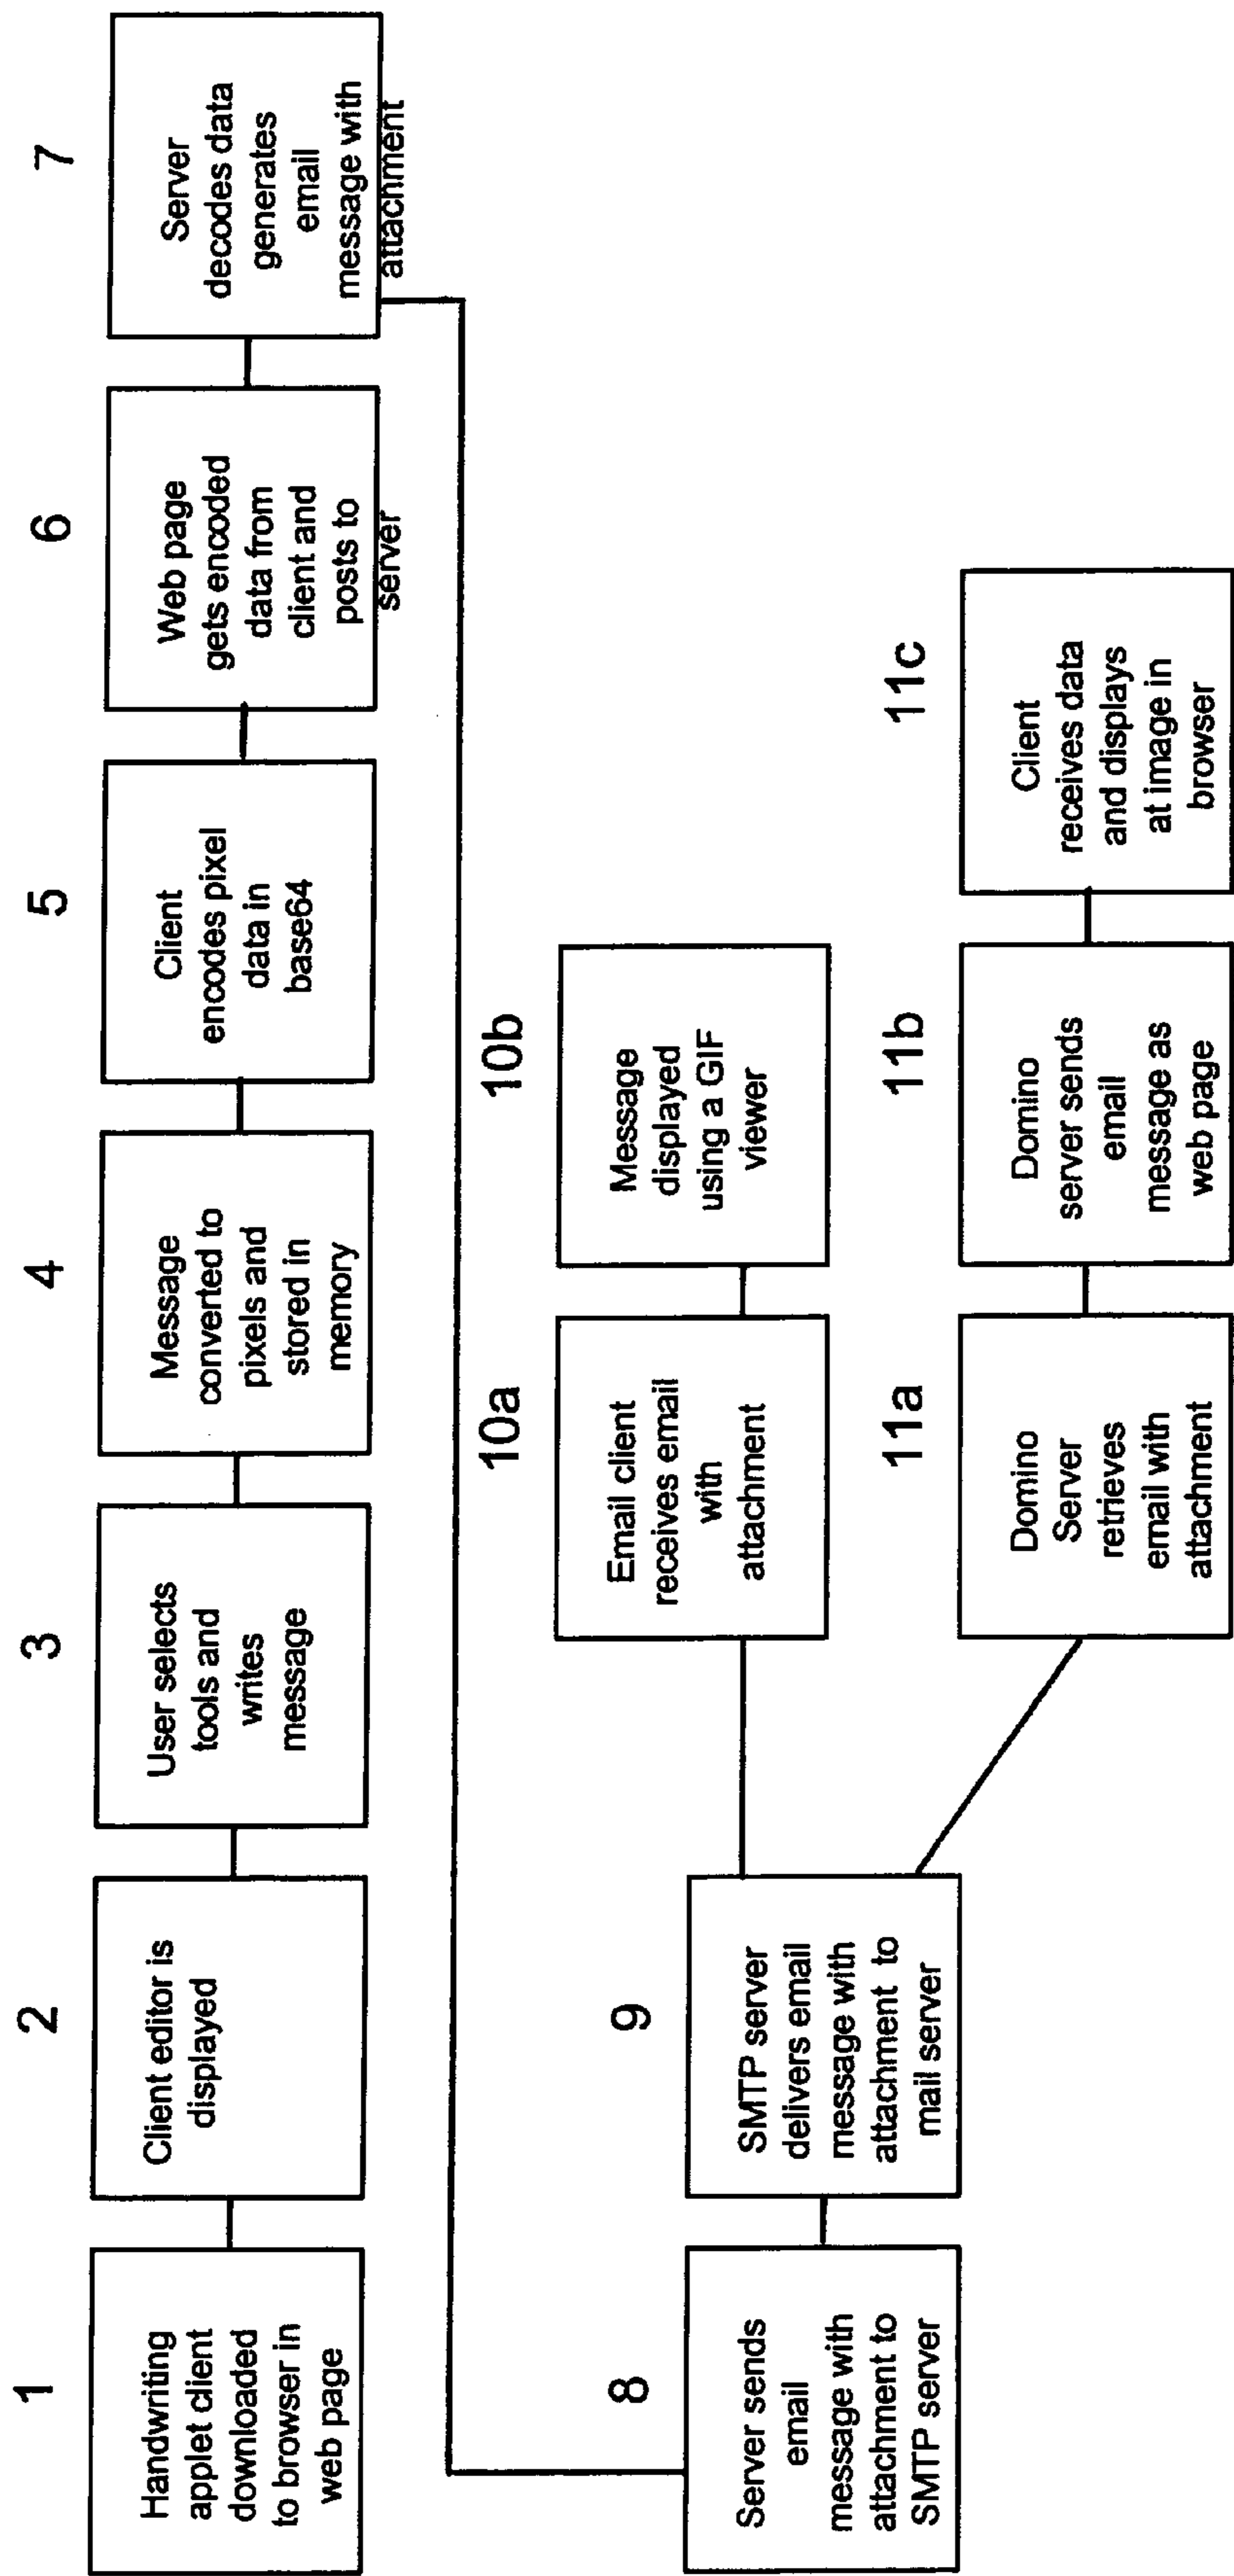 1
Handwriting
applet client
downloaded
to browser in
web page
2
Client editor is
displayed
3
User selects
tools and
writes
message
4
Message
converted to
pixels and
stored in
memory
5
Client
encodes pixel
data in
base64
6
Web page
gets encoded
data from
client and
posts to
server
7
Server
decodes data
generates
email
message with
attachment
8
Server sends
email
message with
attachment to
SMTP server
9
SMTP server
delivers email
message with
attachment to
mail server
10a
Email client
receives email
with
attachment
10b
Message
displayed
using a GIF
viewer
11a
Domino
Server
retrieves
email with
attachment
11b
Domino
server sends
email
message as
web page
11c
Client
receives data
and displays
at image in
browser